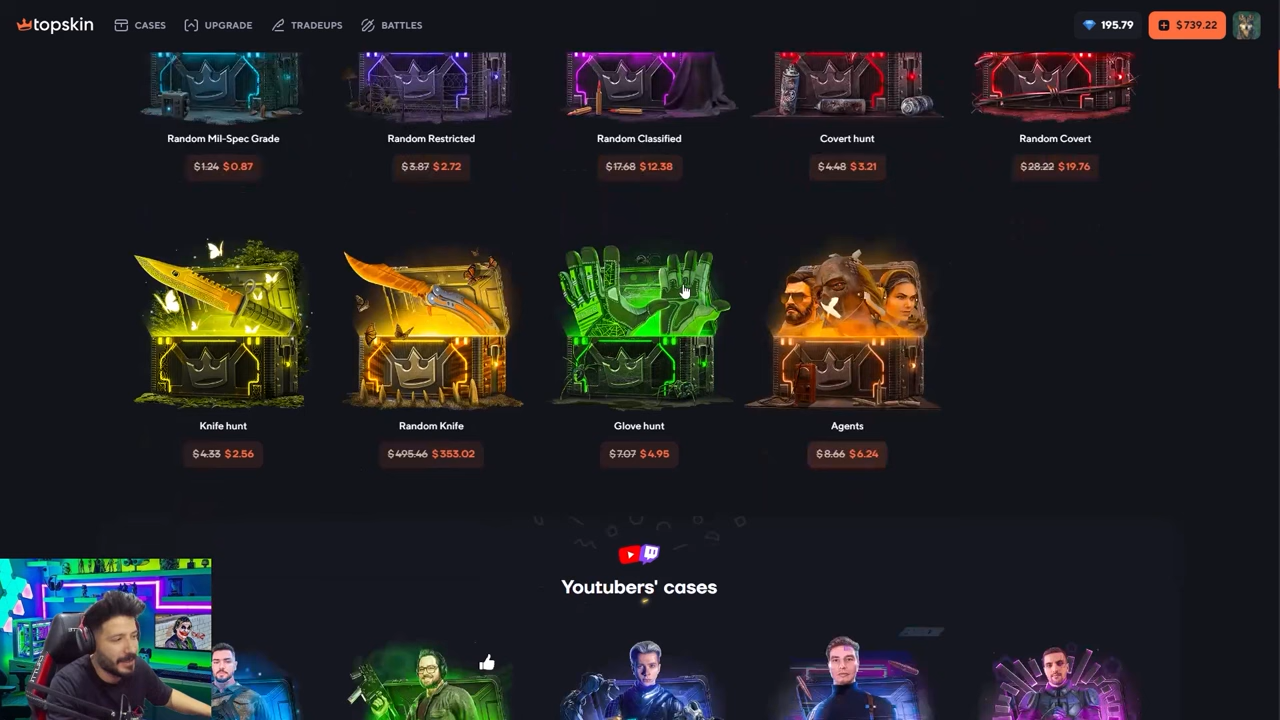 topskin CASES UPGRADE TRADEUPS BATTLES 195.79 $739.22
Random Mil-Spec Grade Random Restricted Random Classified Covert hunt Random Covert
$1.24 $0.87 $3.87 $2.72 $17.68 $12.38 $4.48 $3.21 $28.22 $19.76
Knife hunt Random Knife Glove hunt Agents
$4.33 $2.56 $495.46 $353.02 $7.07 $4.95 $8.66 $6.24
Youtubers' cases